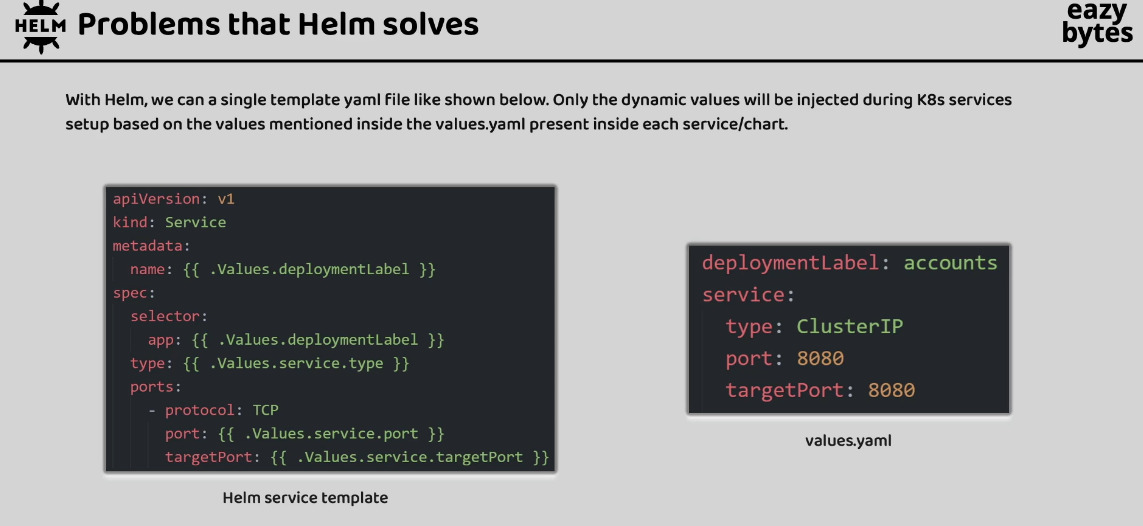 HELM Problems that Helm solves
eazy
bytes
With Helm, we can a single template yaml file like shown below. Only the dynamic values will be injected during K8s services
setup based on the values mentioned inside the values.yaml present inside each service/chart.
apiVersion: v1
kind: Service
metadata:
  name: {{ .Values.deploymentLabel }}
spec:
  selector:
    app: {{ .Values.deploymentLabel }}
  type: {{ .Values.service.type }}
  ports:
    - protocol: TCP
      port: {{ .Values.service.port }}
      targetPort: {{ .Values.service.targetPort }}
Helm service template
deploymentLabel: accounts
service:
  type: ClusterIP
  port: 8080
  targetPort: 8080
values.yaml